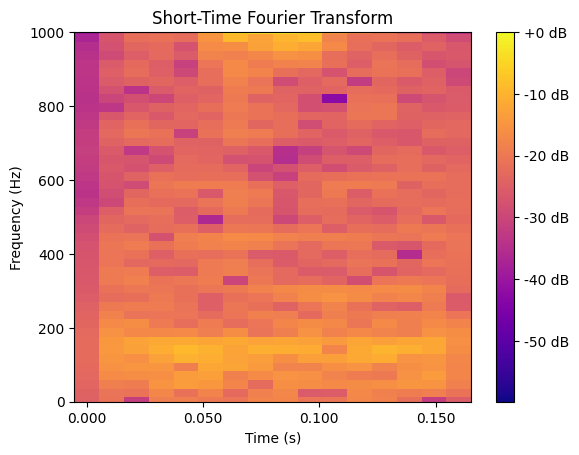 Short-Time Fourier Transform
1000
800
600
400
200
0
Frequency (Hz)
0.000
0.050
0.100
0.150
Time (s)
+0 dB
-10 dB
-20 dB
-30 dB
-40 dB
-50 dB